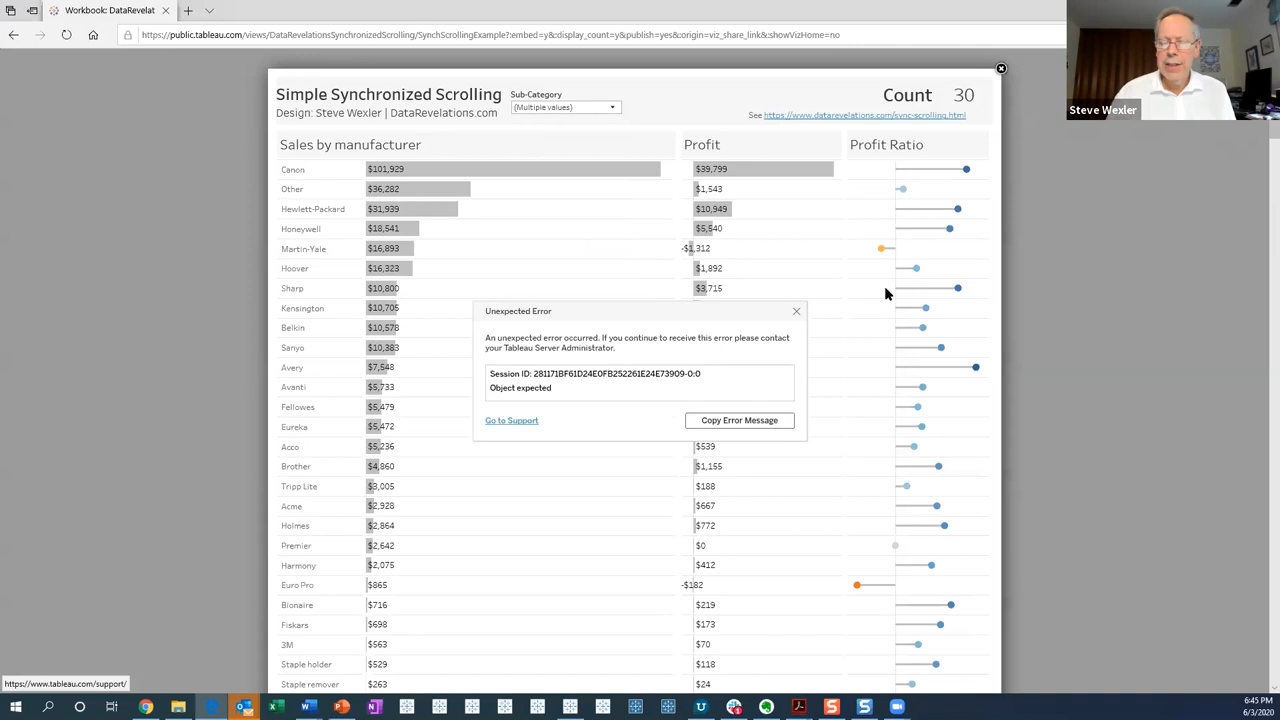 Workbook: DataRevelat
https://public.tableau.com/views/DataRevelationsSynchronizedScrolling/SynchScrollingExample?:embed=y&:display_count=y&publish=yes&:origin=viz_share_link&:showVizHome=no
Steve Wexler
Simple Synchronized Scrolling
Design: Steve Wexler | DataRevelations.com
Sub-Category
(Multiple values)
Count 30
See https://www.datarevelations.com/sync-scrolling.html
Sales by manufacturer Profit Profit Ratio
Canon $101,929 $39,799
Other $36,282 $1,543
Hewlett-Packard $31,939 $10,949
Honeywell $18,541 $5,540
Martin-Yale $16,893 -$1,312
Hoover $16,323 $1,892
Sharp $10,800 $3,715
Kensington $10,705
Belkin $10,578
Sanyo $10,383
Avery $7,548
Avanti $5,733
Fellowes $5,479
Eureka $5,472
Acco $5,236 $539
Brother $4,860 $1,155
Tripp Lite $3,005 $188
Acme $2,928 $667
Holmes $2,864 $772
Premier $2,642 $0
Harmony $2,075 $412
Euro Pro $865 -$182
Bionaire $716 $219
Fiskars $698 $173
3M $563 $70
Staple holder $529 $118
Staple remover $263 $24
Unexpected Error
An unexpected error occurred. If you continue to receive this error please contact
your Tableau Server Administrator.
Session ID: 281171BF61D24E0FB252261E24E73909-0:0
Object expected
Go to Support
Copy Error Message
https://www.tableau.com/support/
6:45 PM
6/3/2020